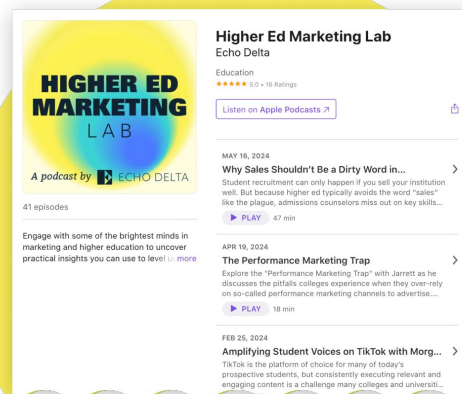 HIGHER ED
MARKETING
LAB
A podcast by ECHO DELTA
41 episodes
Engage with some of the brightest minds in
marketing and higher education to uncover
practical insights you can use to level u more
Higher Ed Marketing Lab
Echo Delta
Education
★★★★★ 5.0 • 16 Ratings
Listen on Apple Podcasts ↗
MAY 16, 2024
Why Sales Shouldn't Be a Dirty Word in...
Student recruitment can only happen if you sell your institution
well. But because higher ed typically avoids the word "sales"
like the plague, admissions counselors miss out on key skills...
PLAY 47 min
APR 19, 2024
The Performance Marketing Trap
Explore the "Performance Marketing Trap" with Jarrett as he
discusses the pitfalls colleges experience when they over-rely
on so-called performance marketing channels to advertise....
PLAY 18 min
FEB 25, 2024
Amplifying Student Voices on TikTok with Morg...
TikTok is the platform of choice for many of today's
prospective students, but consistently executing relevant and
engaging content is a challenge many colleges and universiti...